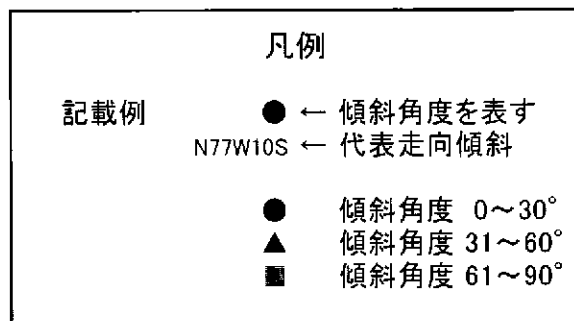 凡例
記載例 ● ← 傾斜角度を表す
N77W10S ← 代表走向傾斜
● 傾斜角度 0～30°
▲ 傾斜角度 31～60°
■ 傾斜角度 61～90°